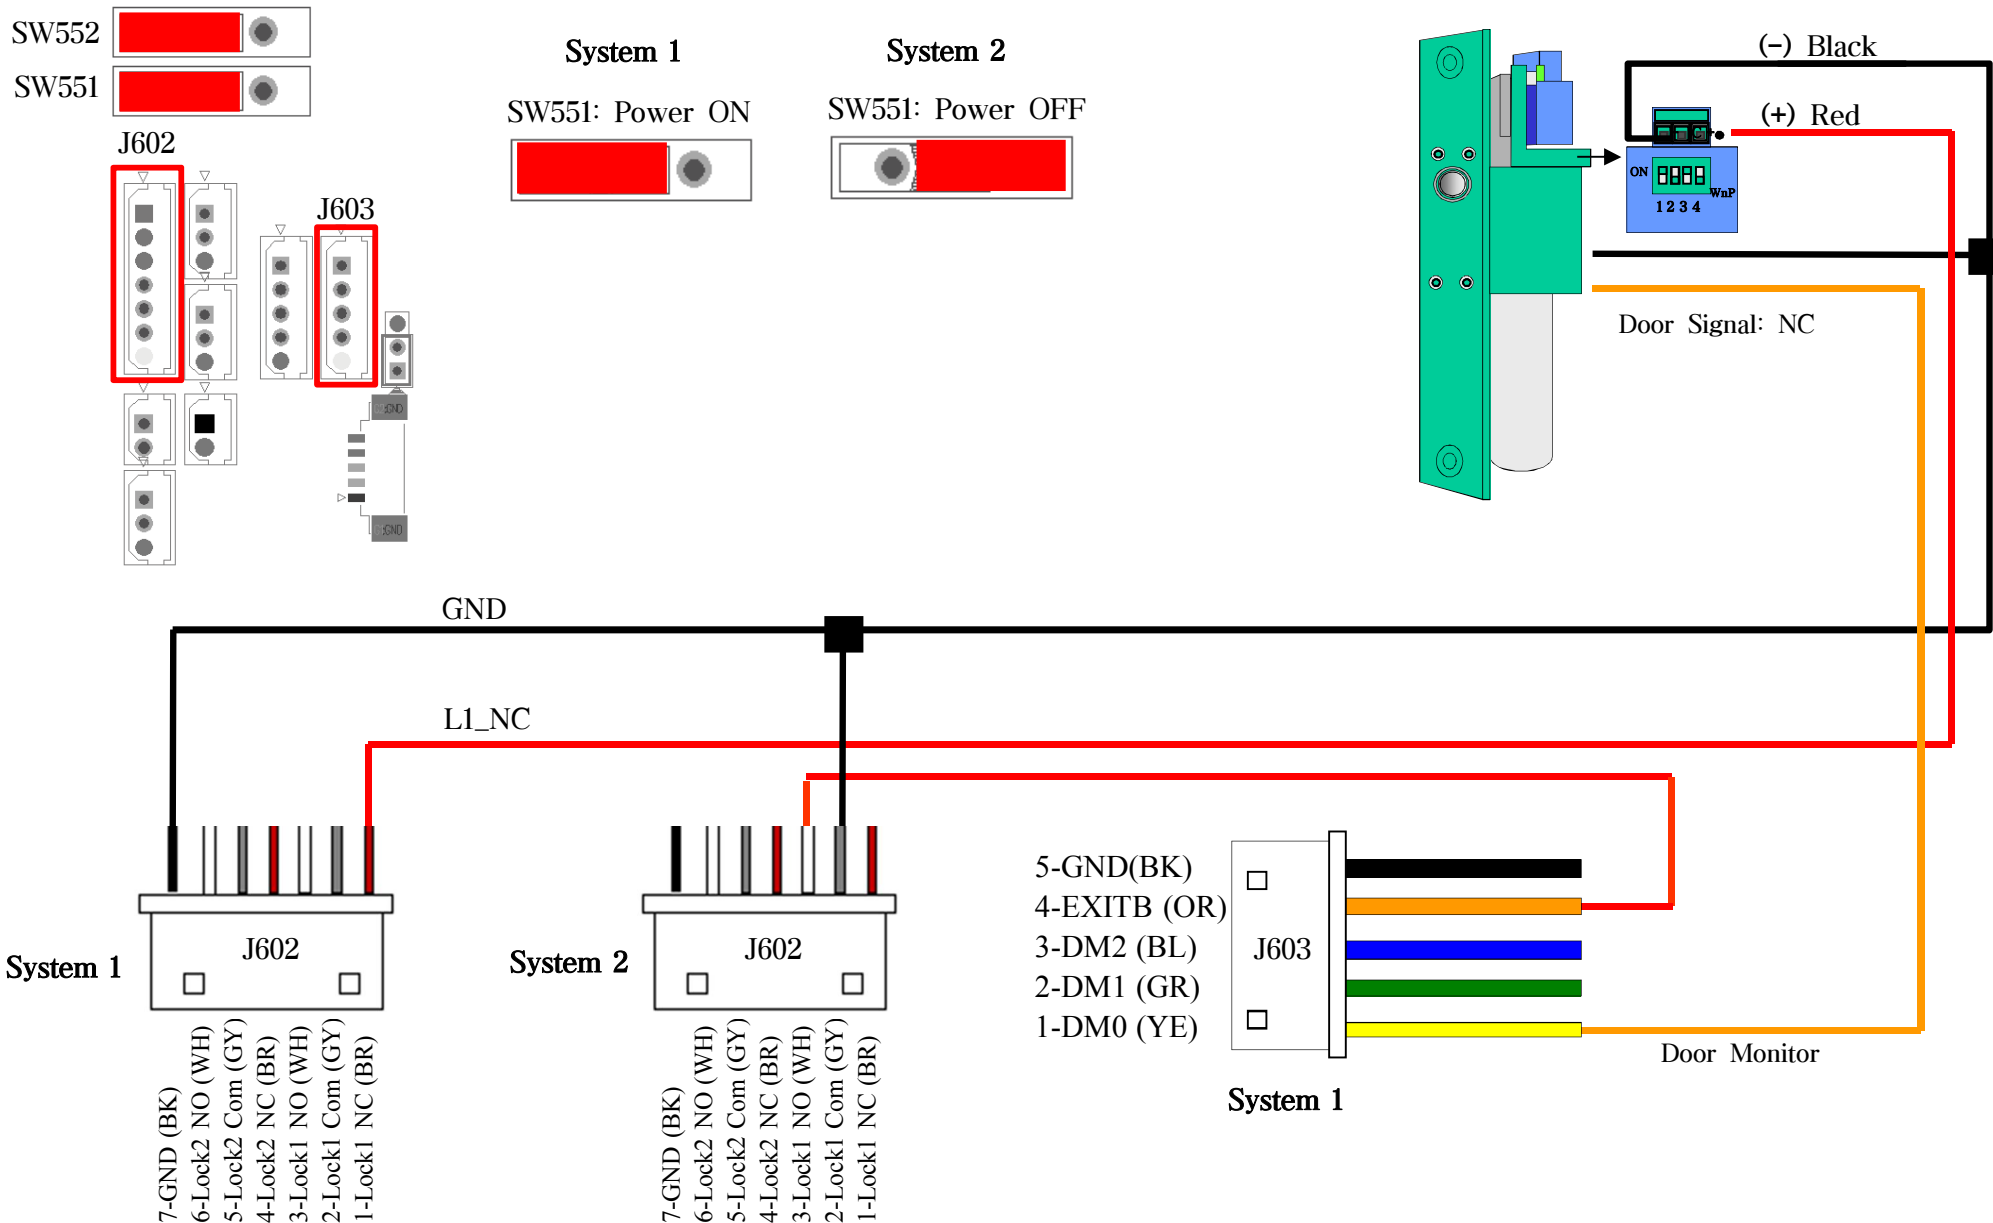 SW552
SW551
System 1
System 2
SW551: Power ON
SW551: Power OFF
(-) Black
(+) Red
J602
J603
ON
WnP
1 2 3 4
Door Signal: NC
GND
GND
GND
L1_NC
System 1
J602
7-GND (BK)
6-Lock2 NO (WH)
5-Lock2 Com (GY)
4-Lock2 NC (BR)
3-Lock1 NO (WH)
2-Lock1 Com (GY)
1-Lock1 NC (BR)
System 2
J602
7-GND (BK)
6-Lock2 NO (WH)
5-Lock2 Com (GY)
4-Lock2 NC (BR)
3-Lock1 NO (WH)
2-Lock1 Com (GY)
1-Lock1 NC (BR)
5-GND(BK)
4-EXITB (OR)
3-DM2 (BL)
2-DM1 (GR)
1-DM0 (YE)
J603
Door Monitor
System 1